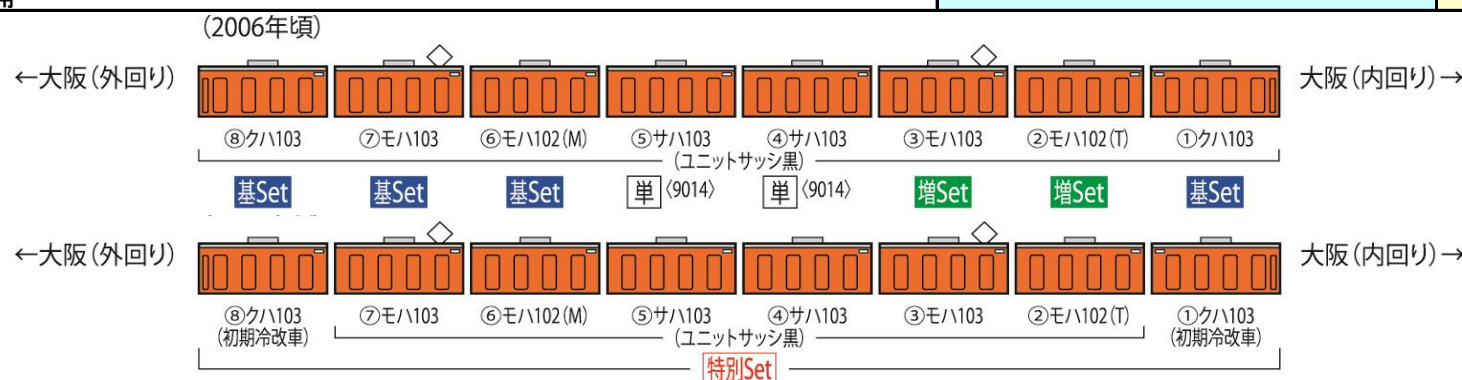 用
(2006年頃)
←大阪(外回り) 大阪(内回り)→
⑧クハ103 ⑦モハ103 ⑥モハ102(M) ⑤サハ103 ④サハ103 ③モハ103 ②モハ102(T) ①クハ103
(ユニットサッシ黒)
基Set 基Set 基Set 単〈9014〉 単〈9014〉 増Set 増Set 基Set
←大阪(外回り) 大阪(内回り)→
⑧クハ103 ⑦モハ103 ⑥モハ102(M) ⑤サハ103 ④サハ103 ③モハ103 ②モハ102(T) ①クハ103
(初期冷改車) (ユニットサッシ黒) (初期冷改車)
特別Set